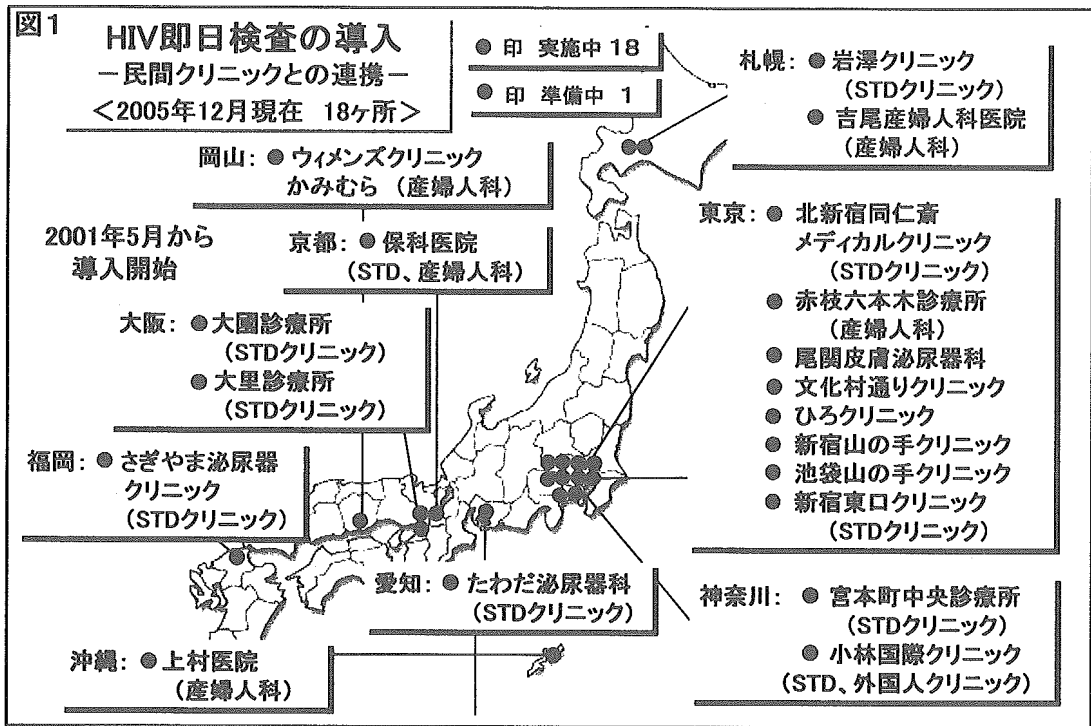 図1
HIV即日検査の導入
－民間クリニックとの連携－
＜2005年12月現在 18ヶ所＞
● 印 実施中 18
● 印 準備中 1
札幌： ● 岩澤クリニック
(STDクリニック)
● 吉尾産婦人科医院
(産婦人科)
岡山： ● ウィメンズクリニック
かみむら (産婦人科)
2001年5月から
導入開始
京都： ● 保科医院
(STD、産婦人科)
大阪： ● 大國診療所
(STDクリニック)
● 大里診療所
(STDクリニック)
福岡： ● さぎやま泌尿器
クリニック
(STDクリニック)
東京： ● 北新宿同仁斎
メディカルクリニック
(STDクリニック)
● 赤枝六本木診療所
(産婦人科)
● 尾関皮膚泌尿器科
● 文化村通りクリニック
● ひろクリニック
● 新宿山の手クリニック
● 池袋山の手クリニック
● 新宿東口クリニック
(STDクリニック)
愛知： ● たわだ泌尿器科
(STDクリニック)
神奈川： ● 宮本町中央診療所
(STDクリニック)
● 小林国際クリニック
(STD、外国人クリニック)
沖縄： ● 上村医院
(産婦人科)